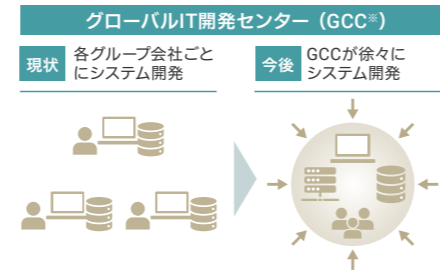 グローバルIT開発センター（GCC※）
現状
各グループ会社ごと
にシステム開発
今後
GCCが徐々に
システム開発